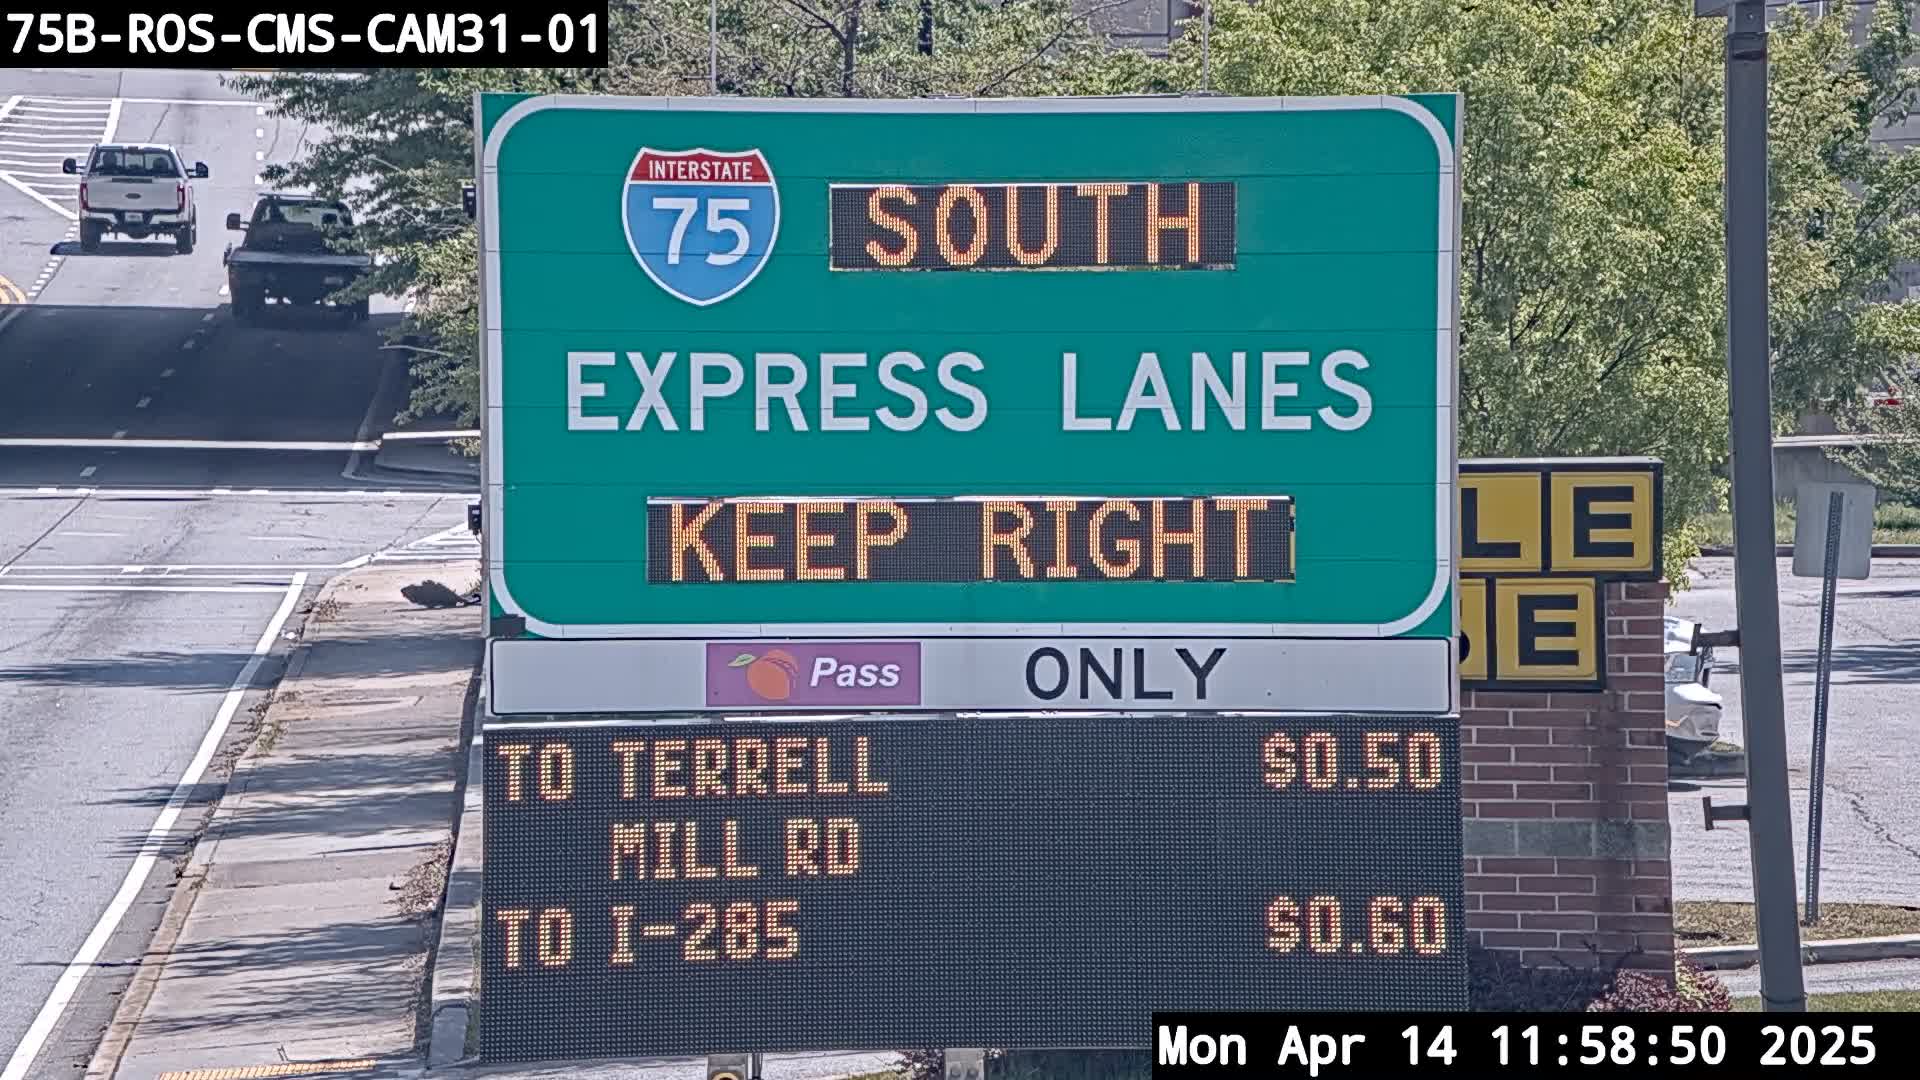 75B-ROS-CMS-CAM31-01
INTERSTATE
75
SOUTH
EXPRESS LANES
KEEP RIGHT
Pass ONLY
TO TERRELL $0.50
MILL RD
TO I-285 $0.60
LE
E
Mon Apr 14 11:58:50 2025